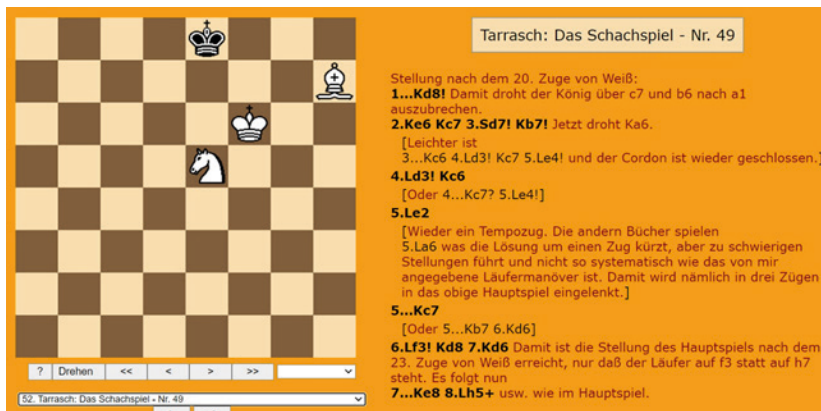 Tarrasch: Das Schachspiel - Nr. 49
Stellung nach dem 20. Zuge von Weiß:
1...Kd8! Damit droht der König über c7 und b6 nach a1
auszubrechen.
2.Ke6 Kc7 3.Sd7! Kb7! Jetzt droht Ka6.
[Leichter ist
3...Kc6 4.Ld3! Kc7 5.Le4! und der Cordon ist wieder geschlossen.]
4.Ld3! Kc6
[Oder 4...Kc7? 5.Le4!]
5.Le2
[Wieder ein Tempozug. Die andern Bücher spielen
5.La6 was die Lösung um einen Zug kürzt, aber zu schwierigen
Stellungen führt und nicht so systematisch wie das von mir
angegebene Läufermanöver ist. Damit wird nämlich in drei Zügen
in das obige Hauptspiel eingelenkt.]
5...Kc7
[Oder 5...Kb7 6.Kd6]
6.Lf3! Kd8 7.Kd6 Damit ist die Stellung des Hauptspiels nach dem
23. Zuge von Weiß erreicht, nur daß der Läufer auf f3 statt auf h7
steht. Es folgt nun
7...Ke8 8.Lh5+ usw. wie im Hauptspiel.
? Drehen << < > >>
52. Tarrasch: Das Schachspiel - Nr. 49